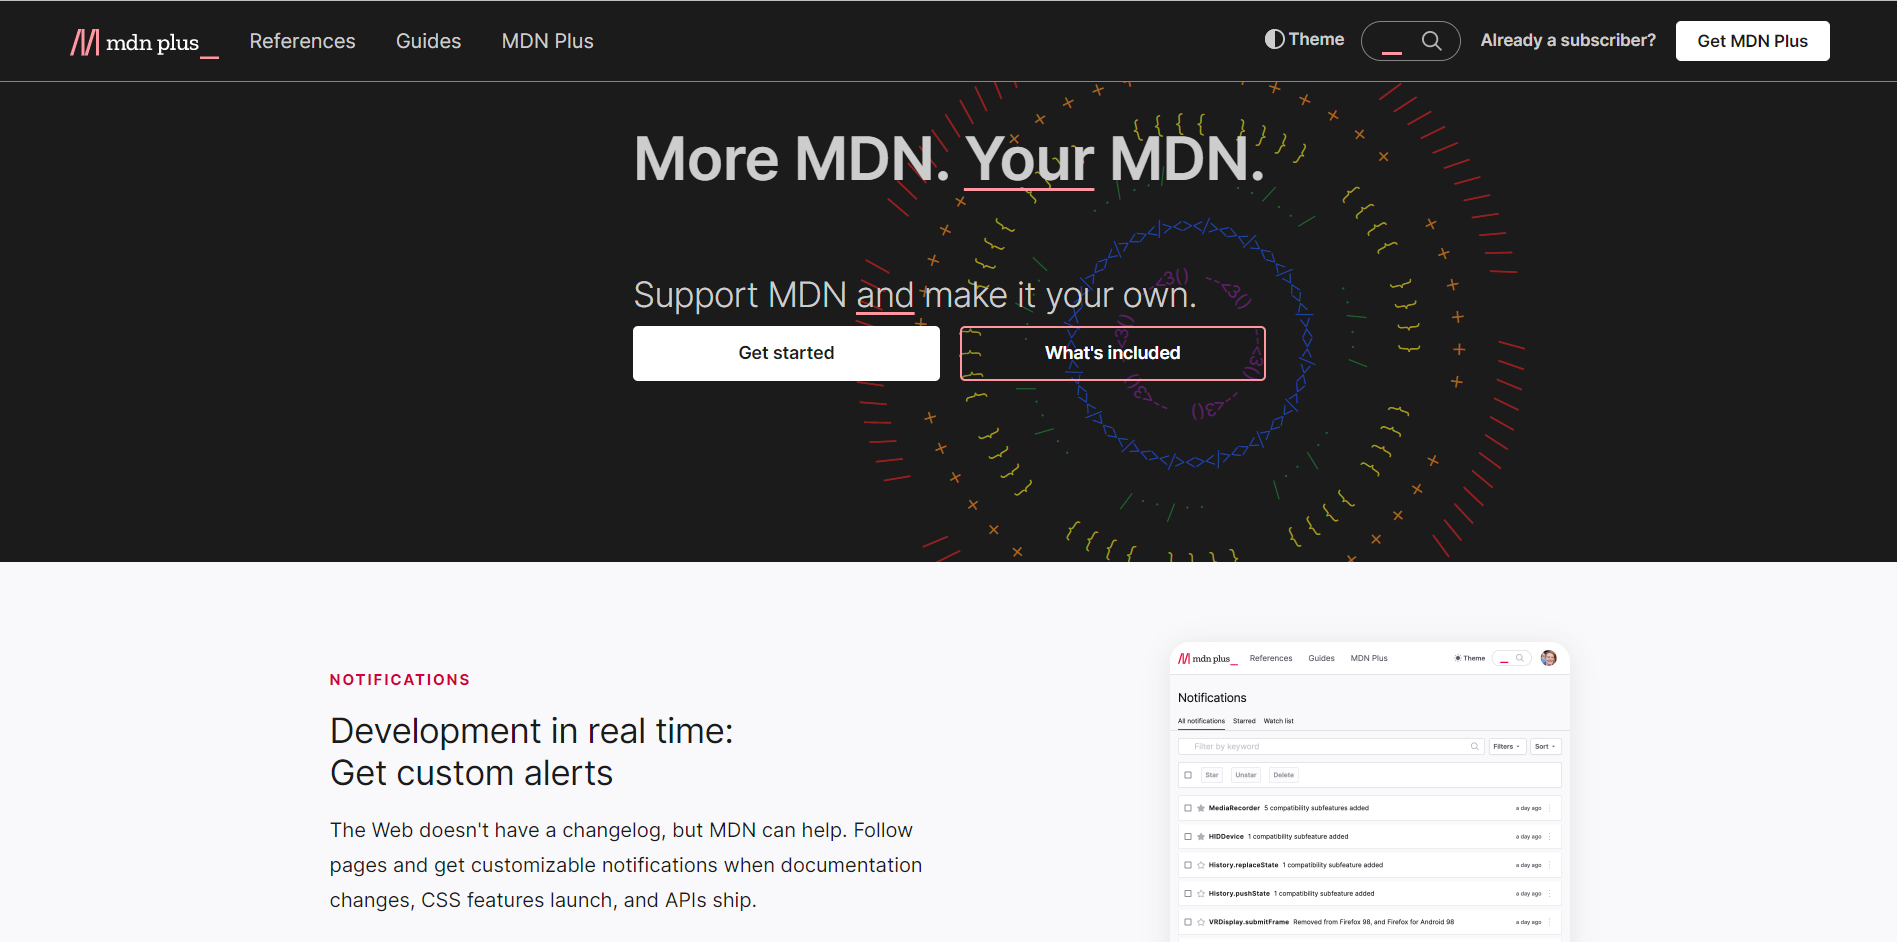 mdn plus_
References
Guides
MDN Plus
Theme
Already a subscriber?
Get MDN Plus
More MDN. Your MDN.
Support MDN and make it your own.
Get started
What's included
NOTIFICATIONS
Development in real time:
Get custom alerts
The Web doesn't have a changelog, but MDN can help. Follow
pages and get customizable notifications when documentation
changes, CSS features launch, and APIs ship.
mdn plus_
References
Guides
MDN Plus
Theme
Notifications
All notifications
Starred
Watch list
Filter by keyword
Filters
Sort
Star
Unstar
Delete
MediaRecorder 5 compatibility subfeatures added
a day ago
HIDDevice 1 compatibility subfeature added
a day ago
History.replaceState 1 compatibility subfeature added
a day ago
History.pushState 1 compatibility subfeature added
a day ago
VRDisplay.submitFrame Removed from Firefox 98, and Firefox for Android 98
a day ago